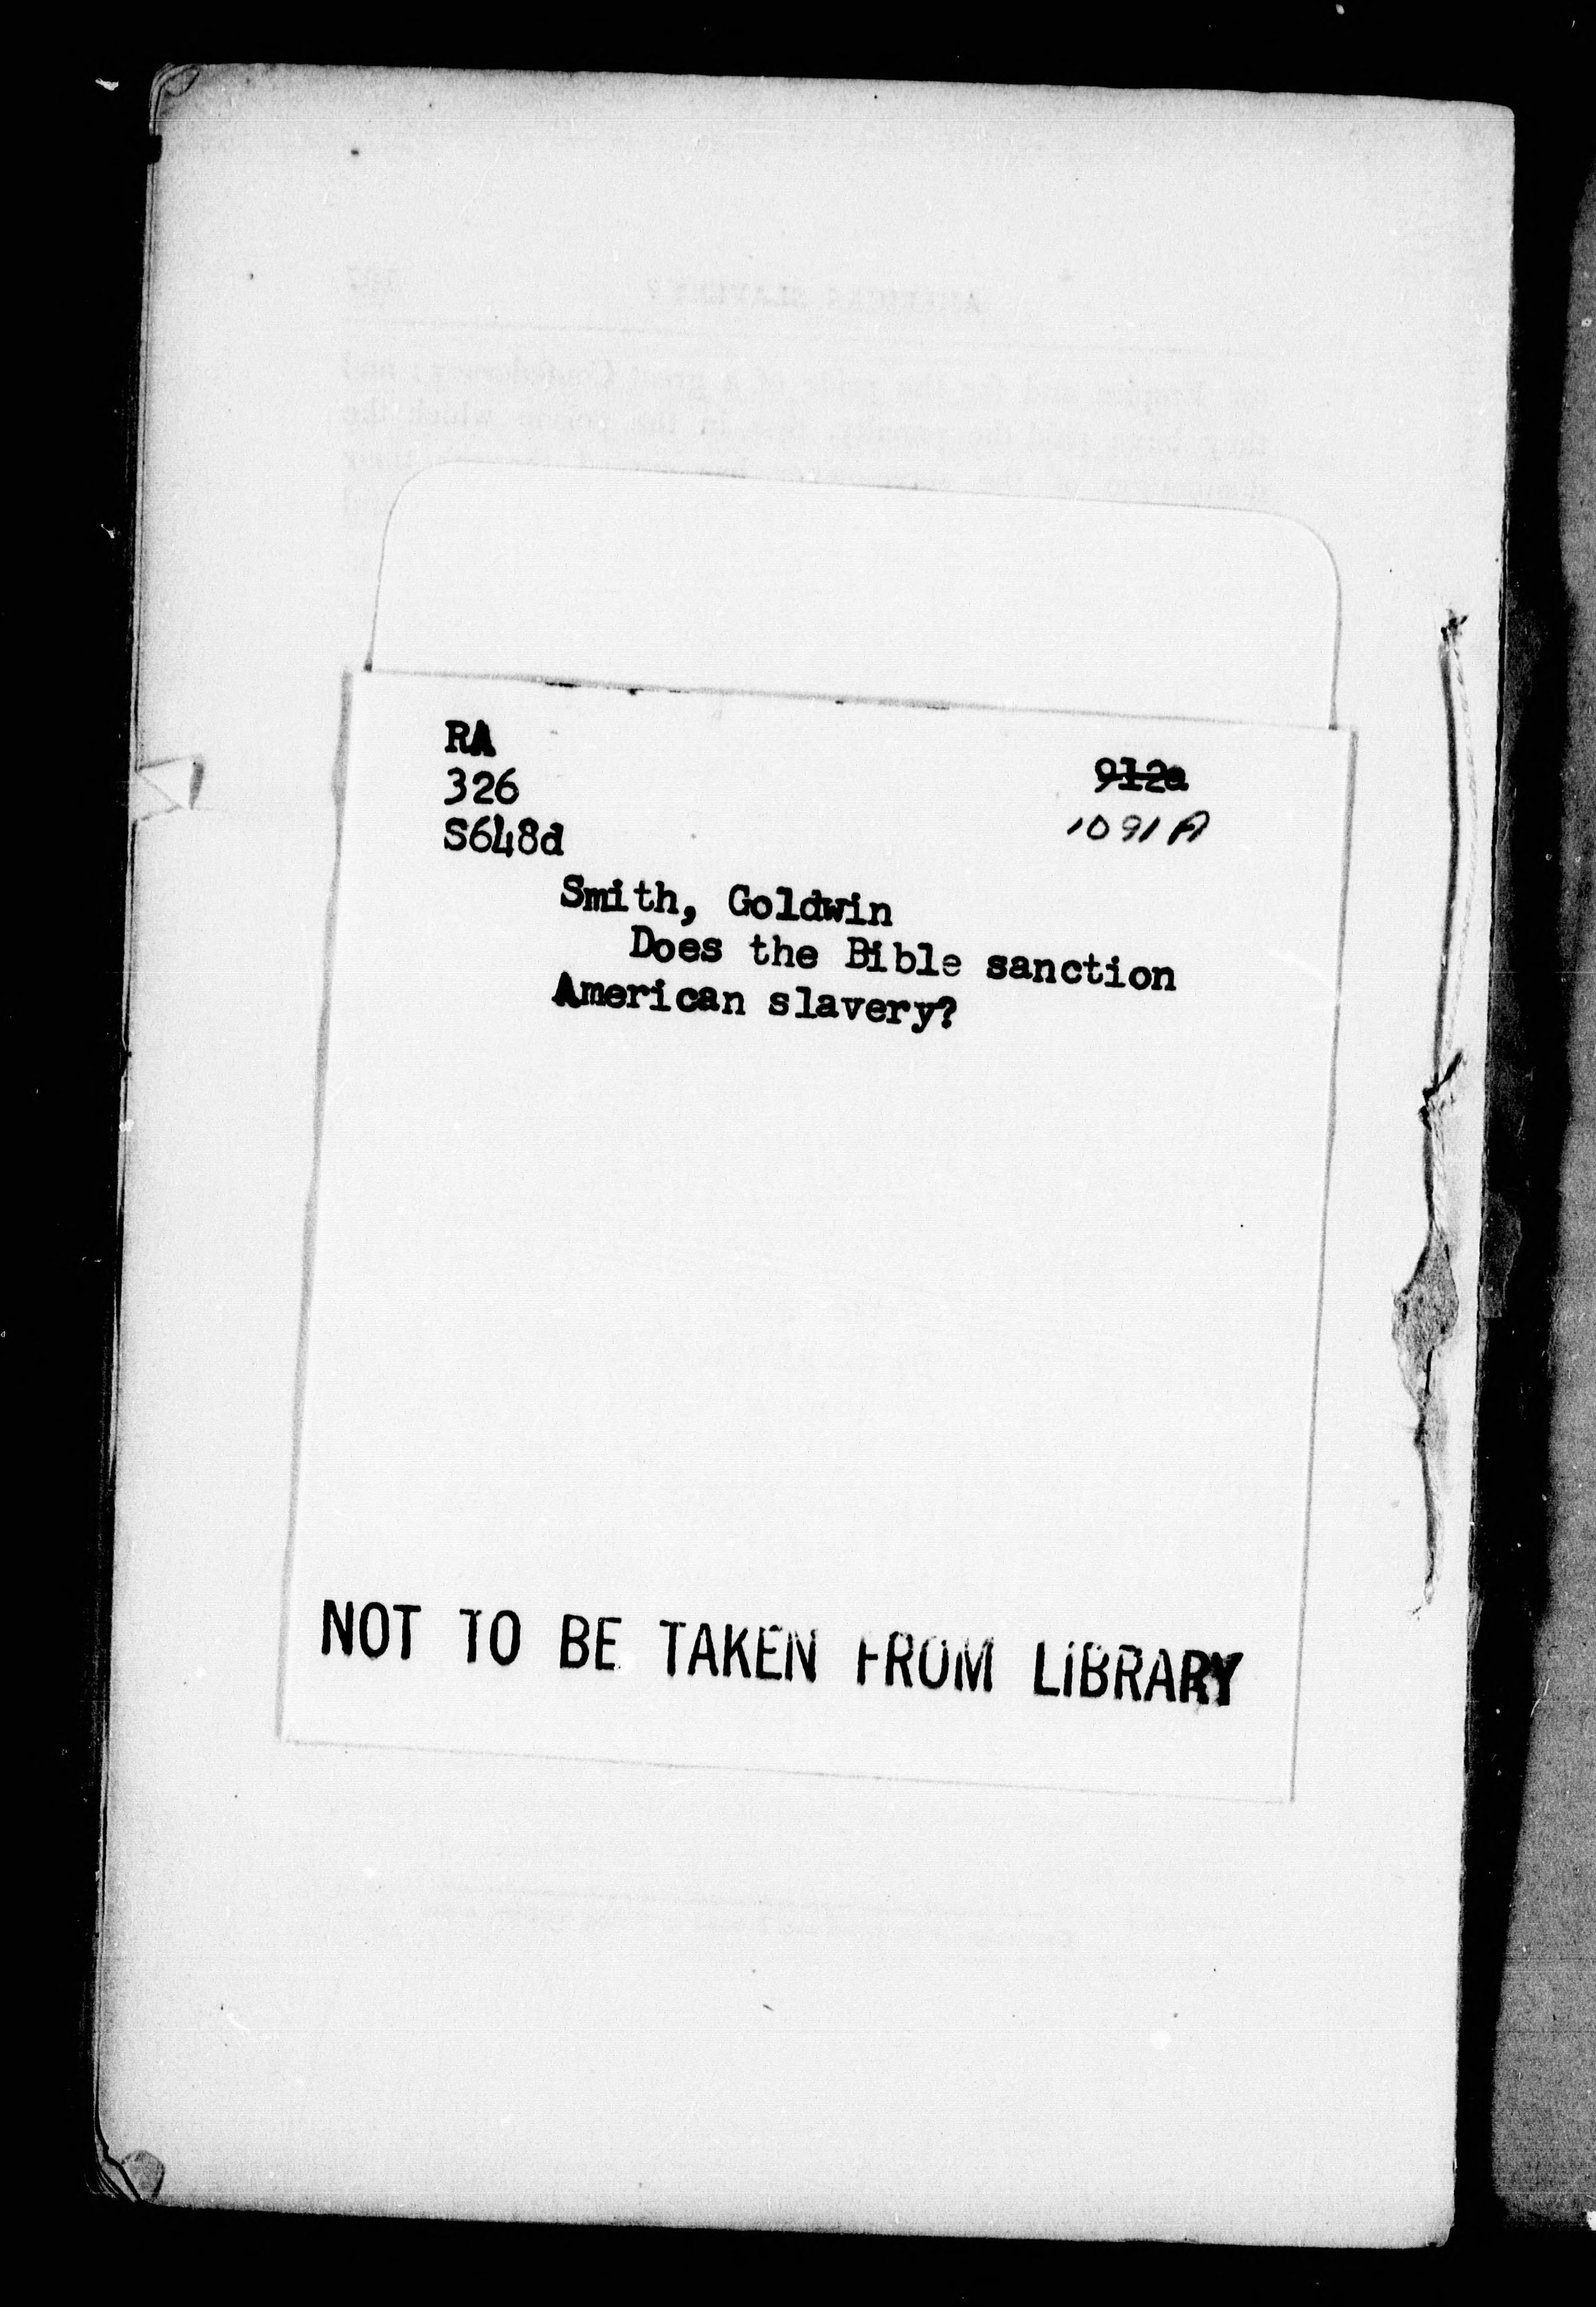 RA
326
S648d
912a
1091A
Smith, Goldwin
Does the Bible sanction
American slavery?
NOT TO BE TAKEN FROM LIBRARY